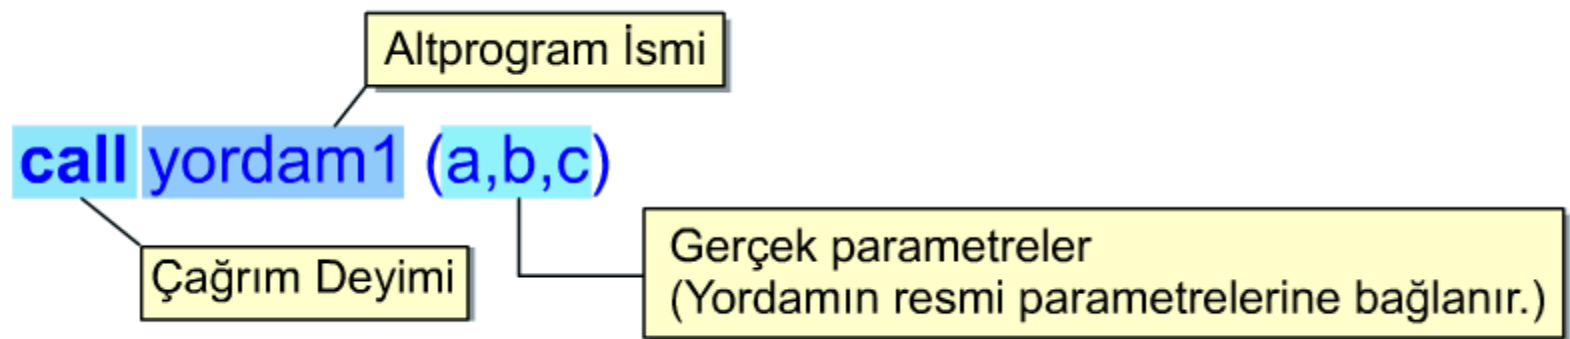 Altprogram İsmi
call yordam1 (a,b,c)
Çağrım Deyimi
Gerçek parametreler
(Yordamın resmi parametrelerine bağlanır.)